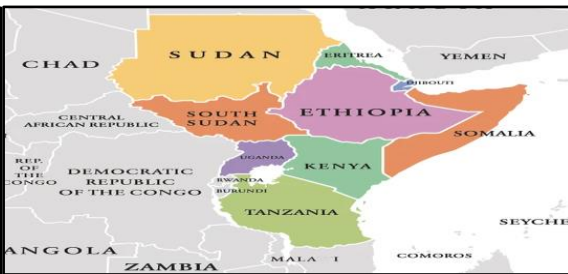 SUDAN
ERITREA
YEMEN
CHAD
DJIBOUTI
CENTRAL
AFRICAN REPUBLIC
SOUTH
SUDAN
ETHIOPIA
SOMALIA
UGANDA
KENYA
REP.
OF
THE
CONGO
DEMOCRATIC
REPUBLIC
OF THE CONGO
RWANDA
BURUNDI
TANZANIA
SEYCHE
ANGOLA
ZAMBIA
MALA I
COMOROS